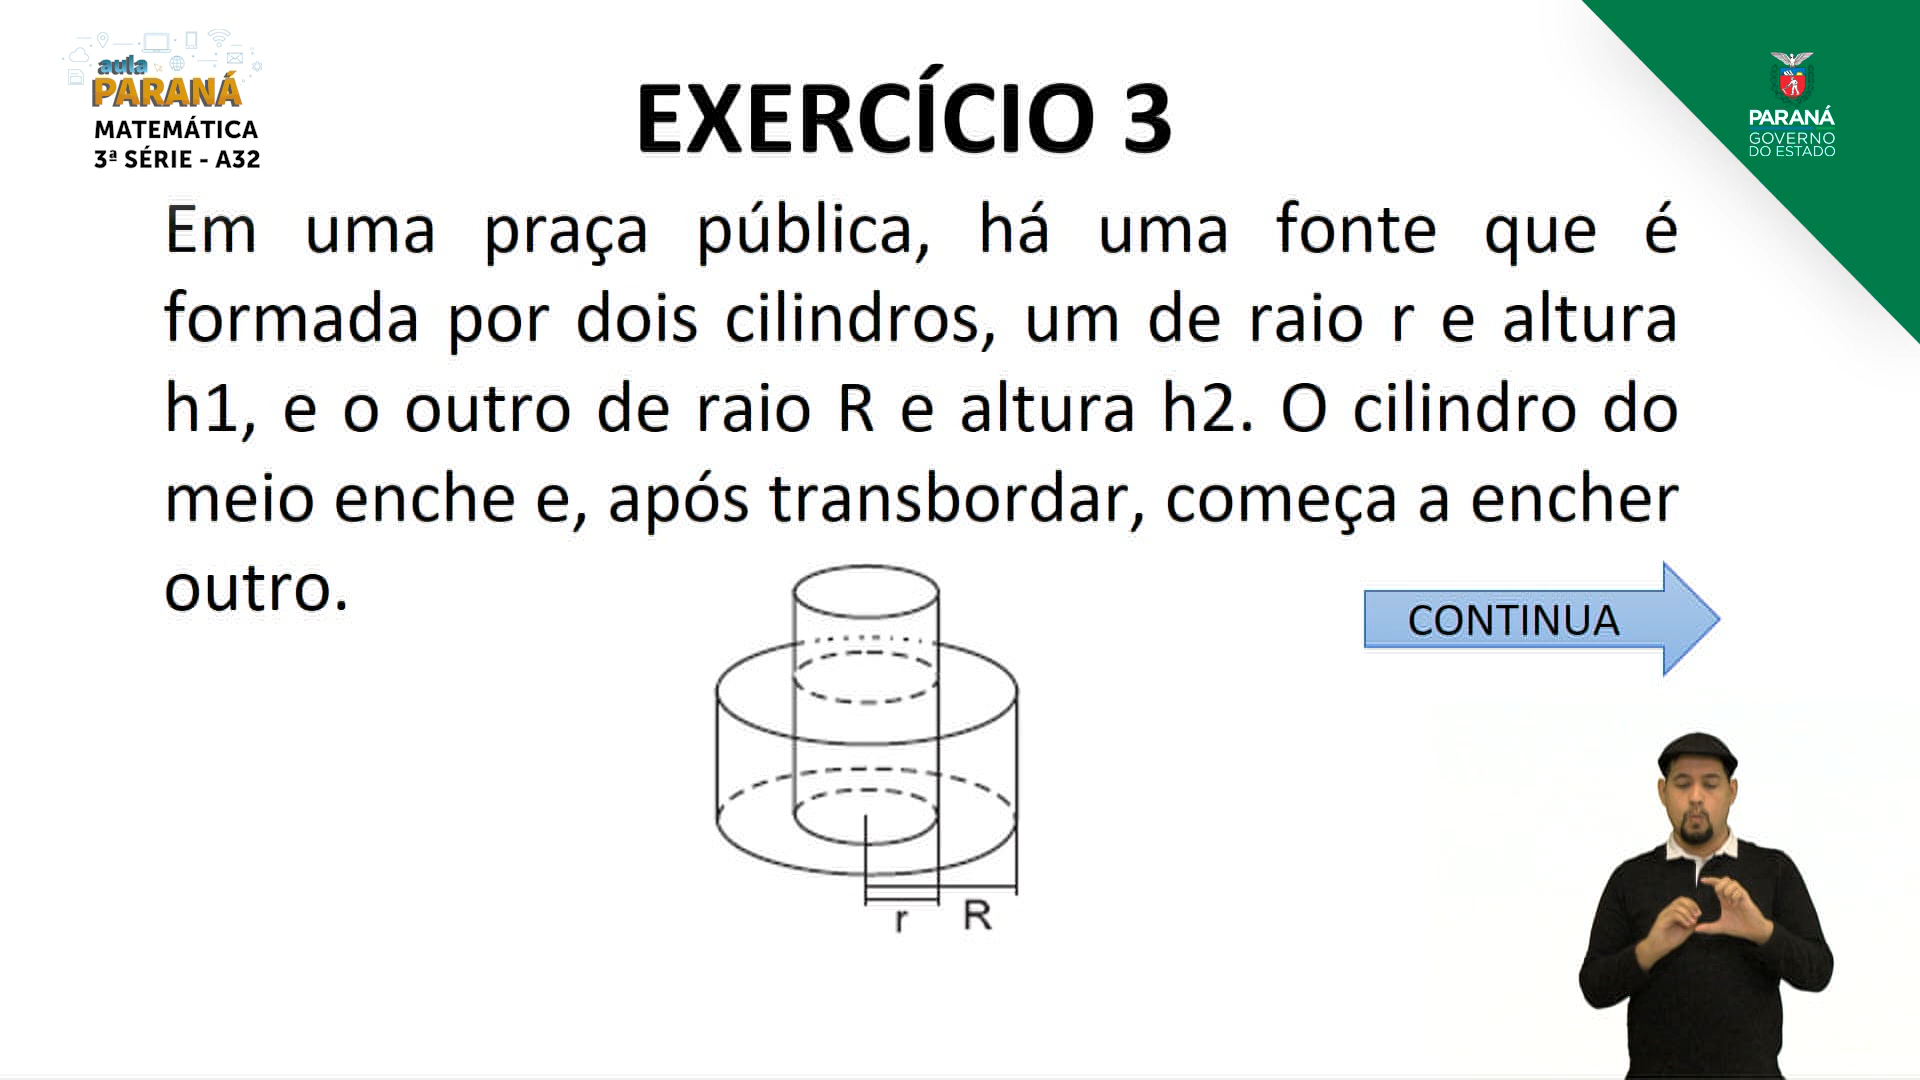 aula
PARANÁ
MATEMÁTICA
3ª SÉRIE - A32
EXERCÍCIO 3
PARANÁ
GOVERNO
DO ESTADO
Em uma praça pública, há uma fonte que é
formada por dois cilindros, um de raio r e altura
h1, e o outro de raio R e altura h2. O cilindro do
meio enche e, após transbordar, começa a encher
outro.
CONTINUA
r
R